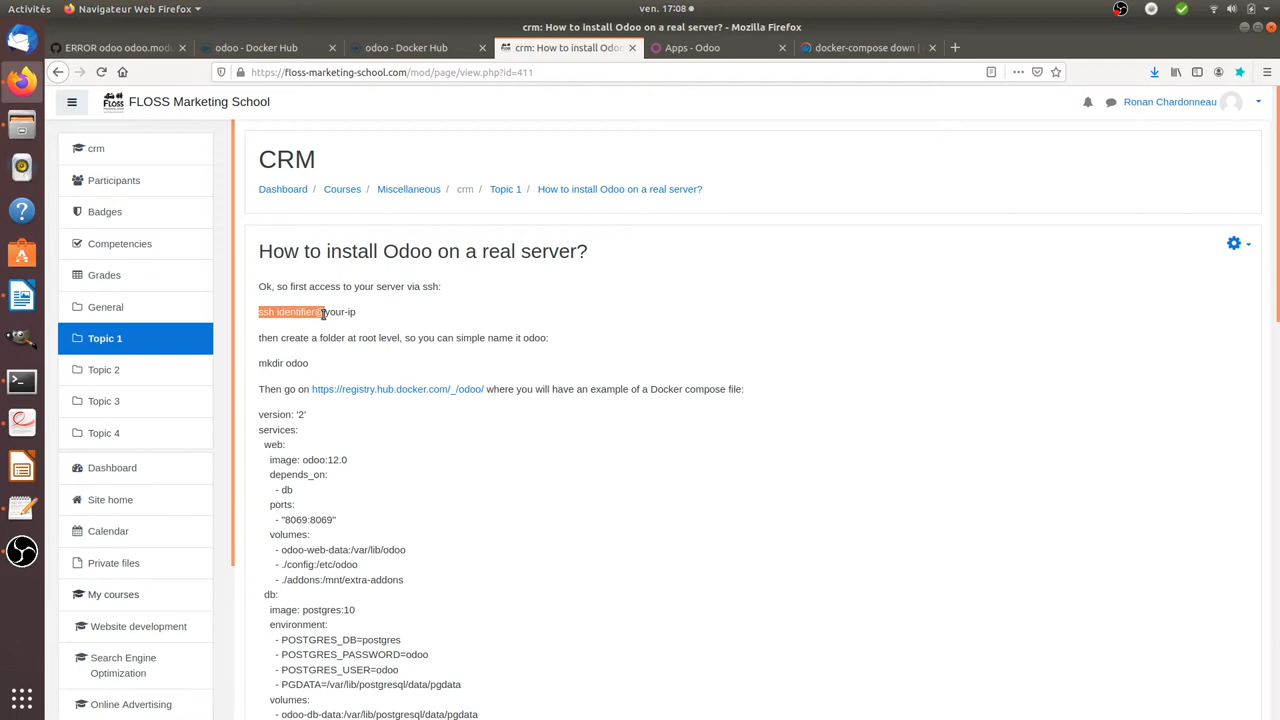 Activités
Navigateur Web Firefox
ven. 17:08
crm: How to install Odoo on a real server? - Mozilla Firefox
ERROR odoo odoo.modu
odoo - Docker Hub
odoo - Docker Hub
crm: How to install Odoo
Apps - Odoo
docker-compose down |
https://floss-marketing-school.com/mod/page/view.php?id=411
FLOSS
FLOSS Marketing School
Ronan Chardonneau
crm
Participants
Badges
Competencies
Grades
General
Topic 1
Topic 2
Topic 3
Topic 4
Dashboard
Site home
Calendar
Private files
My courses
Website development
Search Engine
Optimization
Online Advertising
CRM
Dashboard / Courses / Miscellaneous / crm / Topic 1 / How to install Odoo on a real server?
How to install Odoo on a real server?
Ok, so first access to your server via ssh:
ssh identifier@your-ip
then create a folder at root level, so you can simple name it odoo:
mkdir odoo
Then go on https://registry.hub.docker.com/_/odoo/ where you will have an example of a Docker compose file:
version: '2'
services:
web:
image: odoo:12.0
depends_on:
- db
ports:
- "8069:8069"
volumes:
- odoo-web-data:/var/lib/odoo
- ./config:/etc/odoo
- ./addons:/mnt/extra-addons
db:
image: postgres:10
environment:
- POSTGRES_DB=postgres
- POSTGRES_PASSWORD=odoo
- POSTGRES_USER=odoo
- PGDATA=/var/lib/postgresql/data/pgdata
volumes:
- odoo-db-data:/var/lib/postgresql/data/pgdata